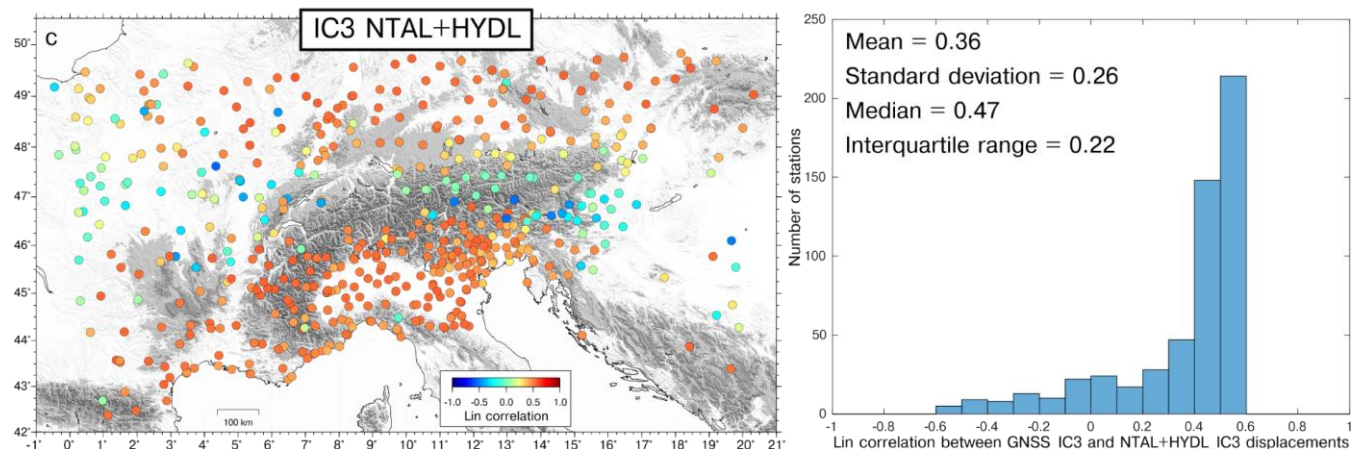 C
IC3 NTAL+HYDL
50°
49°
48°
47°
46°
45°
44°
43°
42°
-1° 0° 1° 2° 3° 4° 5° 6° 7° 8° 9° 10° 11° 12° 13° 14° 15° 16° 17° 18° 19° 20° 21°
100 km
-1.0 -0.5 0.0 0.5 1.0
Lin correlation
Mean = 0.36
Standard deviation = 0.26
Median = 0.47
Interquartile range = 0.22
Number of stations
250
200
150
100
50
0
-1 -0.8 -0.6 -0.4 -0.2 0 0.2 0.4 0.6 0.8 1
Lin correlation between GNSS IC3 and NTAL+HYDL IC3 displacements